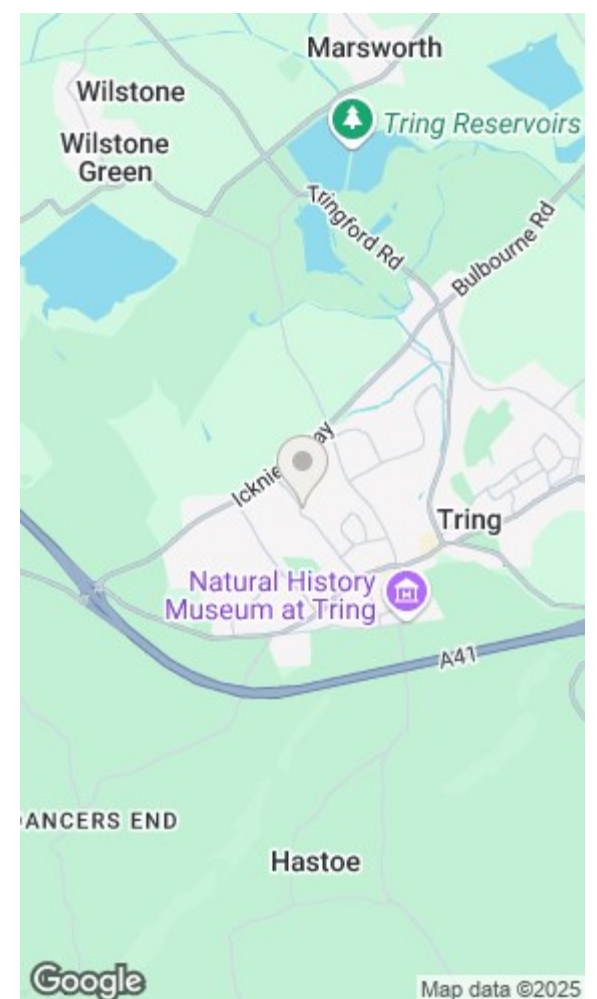 Marsworth
Wilstone
Tring Reservoirs
Wilstone
Green
Tringford Rd
Bulbourne Rd
Tring
Natural History
Museum at Tring
A41
ANCERS END
Hastoe
Google
Map data ©2025